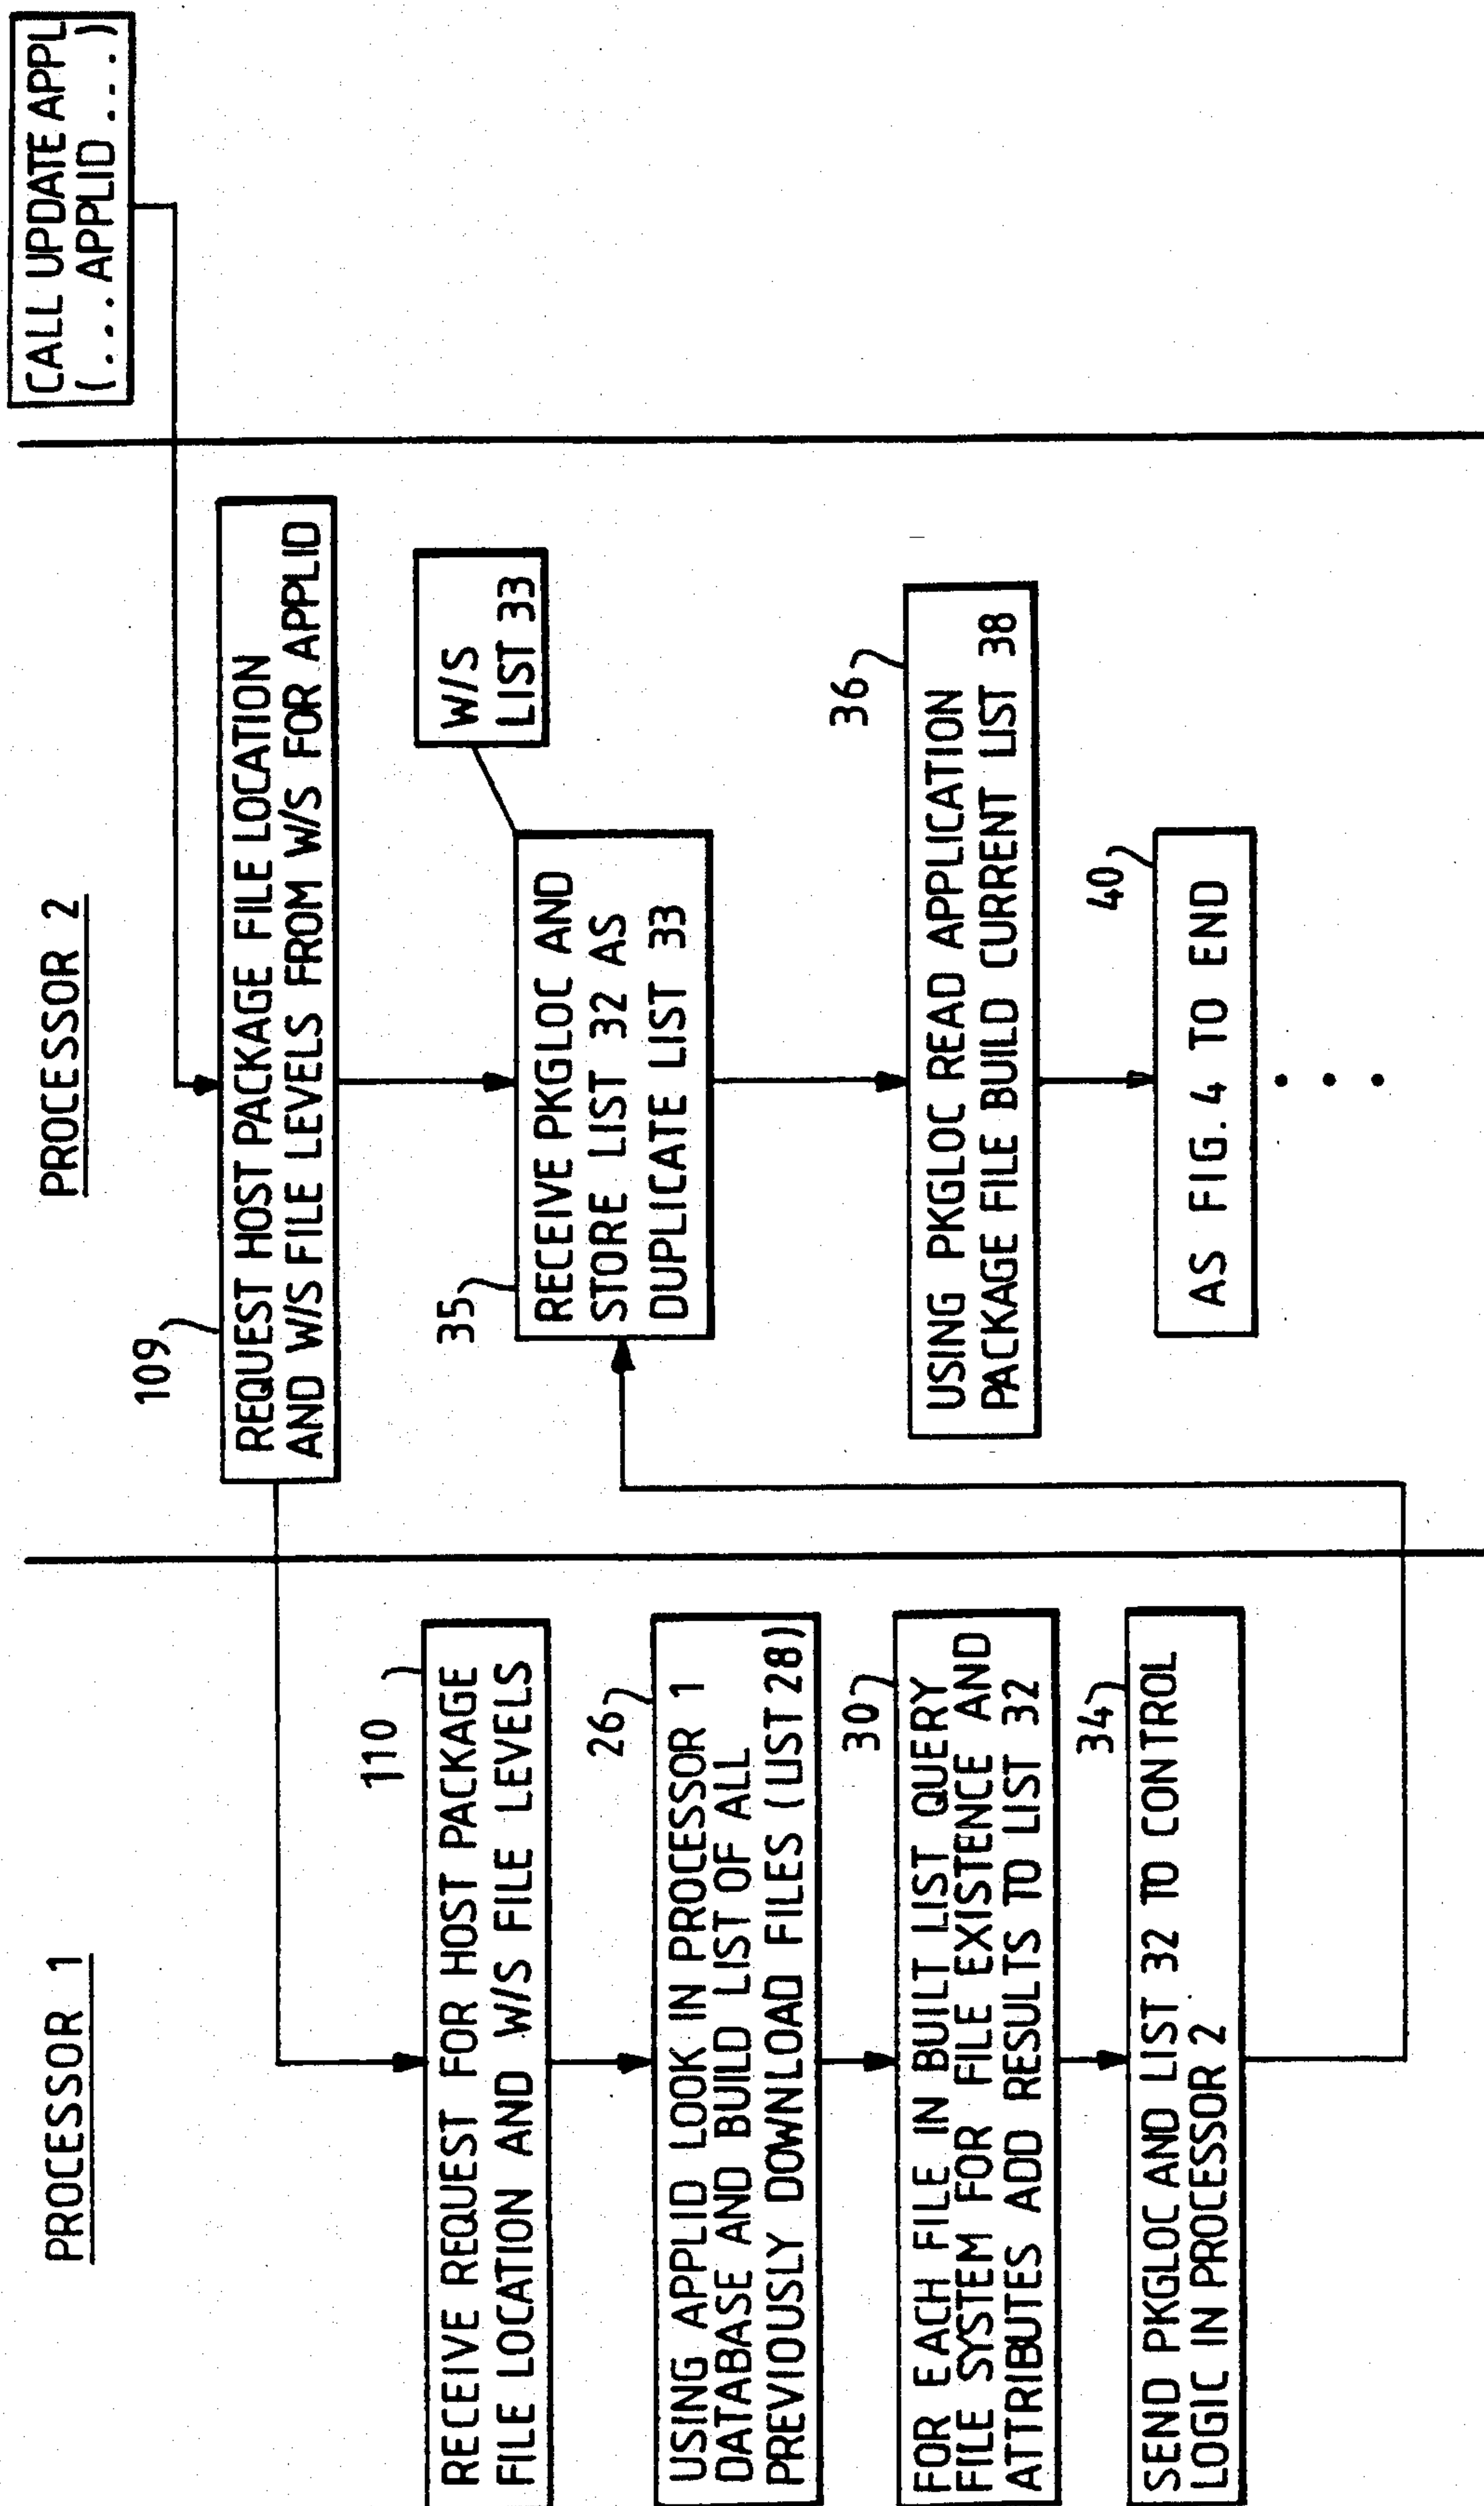 PROCESSOR 1
110
RECEIVE REQUEST FOR HOST PACKAGE
FILE LOCATION AND W/S FILE LEVELS
26
USING APPLID LOOK IN PROCESSOR 1
DATABASE AND BUILD LIST OF ALL
PREVIOUSLY DOWNLOAD FILES (LIST 28)
30
FOR EACH FILE IN BUILT LIST QUERY
FILE SYSTEM FOR FILE EXISTENCE AND
ATTRIBUTES ADD RESULTS TO LIST 32
34
SEND PKGLOC AND LIST 32 TO CONTROL
LOGIC IN PROCESSOR 2
PROCESSOR 2
109
REQUEST HOST PACKAGE FILE LOCATION
AND W/S FILE LEVELS FROM W/S FOR APPLID
W/S
LIST 33
35
RECEIVE PKGLOC AND
STORE LIST 32 AS
DUPLICATE LIST 33
36
USING PKGLOC READ APPLICATION
PACKAGE FILE BUILD CURRENT LIST 38
40
AS FIG. 4 TO END
CALL UPDATE APPL
(...APPLID...)